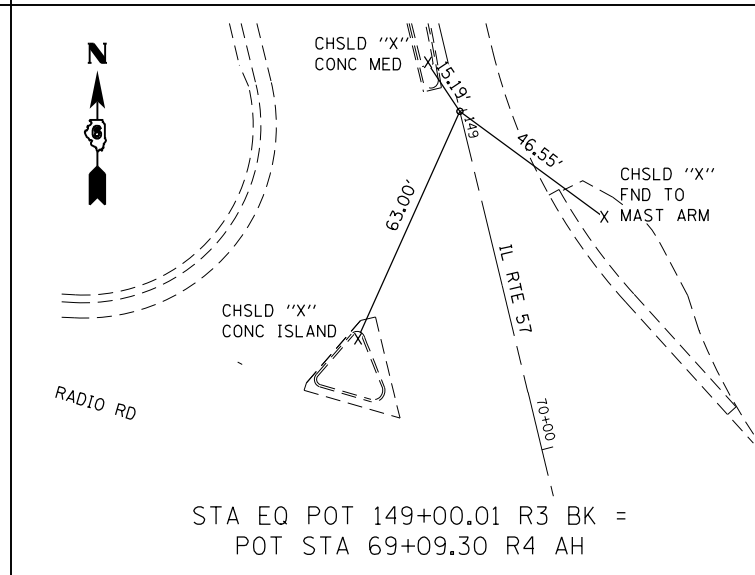 N
6
CHSLD "X"
CONC MED
15.19'
149
46.55'
CHSLD "X"
FND TO
MAST ARM
X
X
63.00'
IL RTE 57
CHSLD "X"
CONC ISLAND
X
RADIO RD
70+00
STA EQ POT 149+00.01 R3 BK =
POT STA 69+09.30 R4 AH